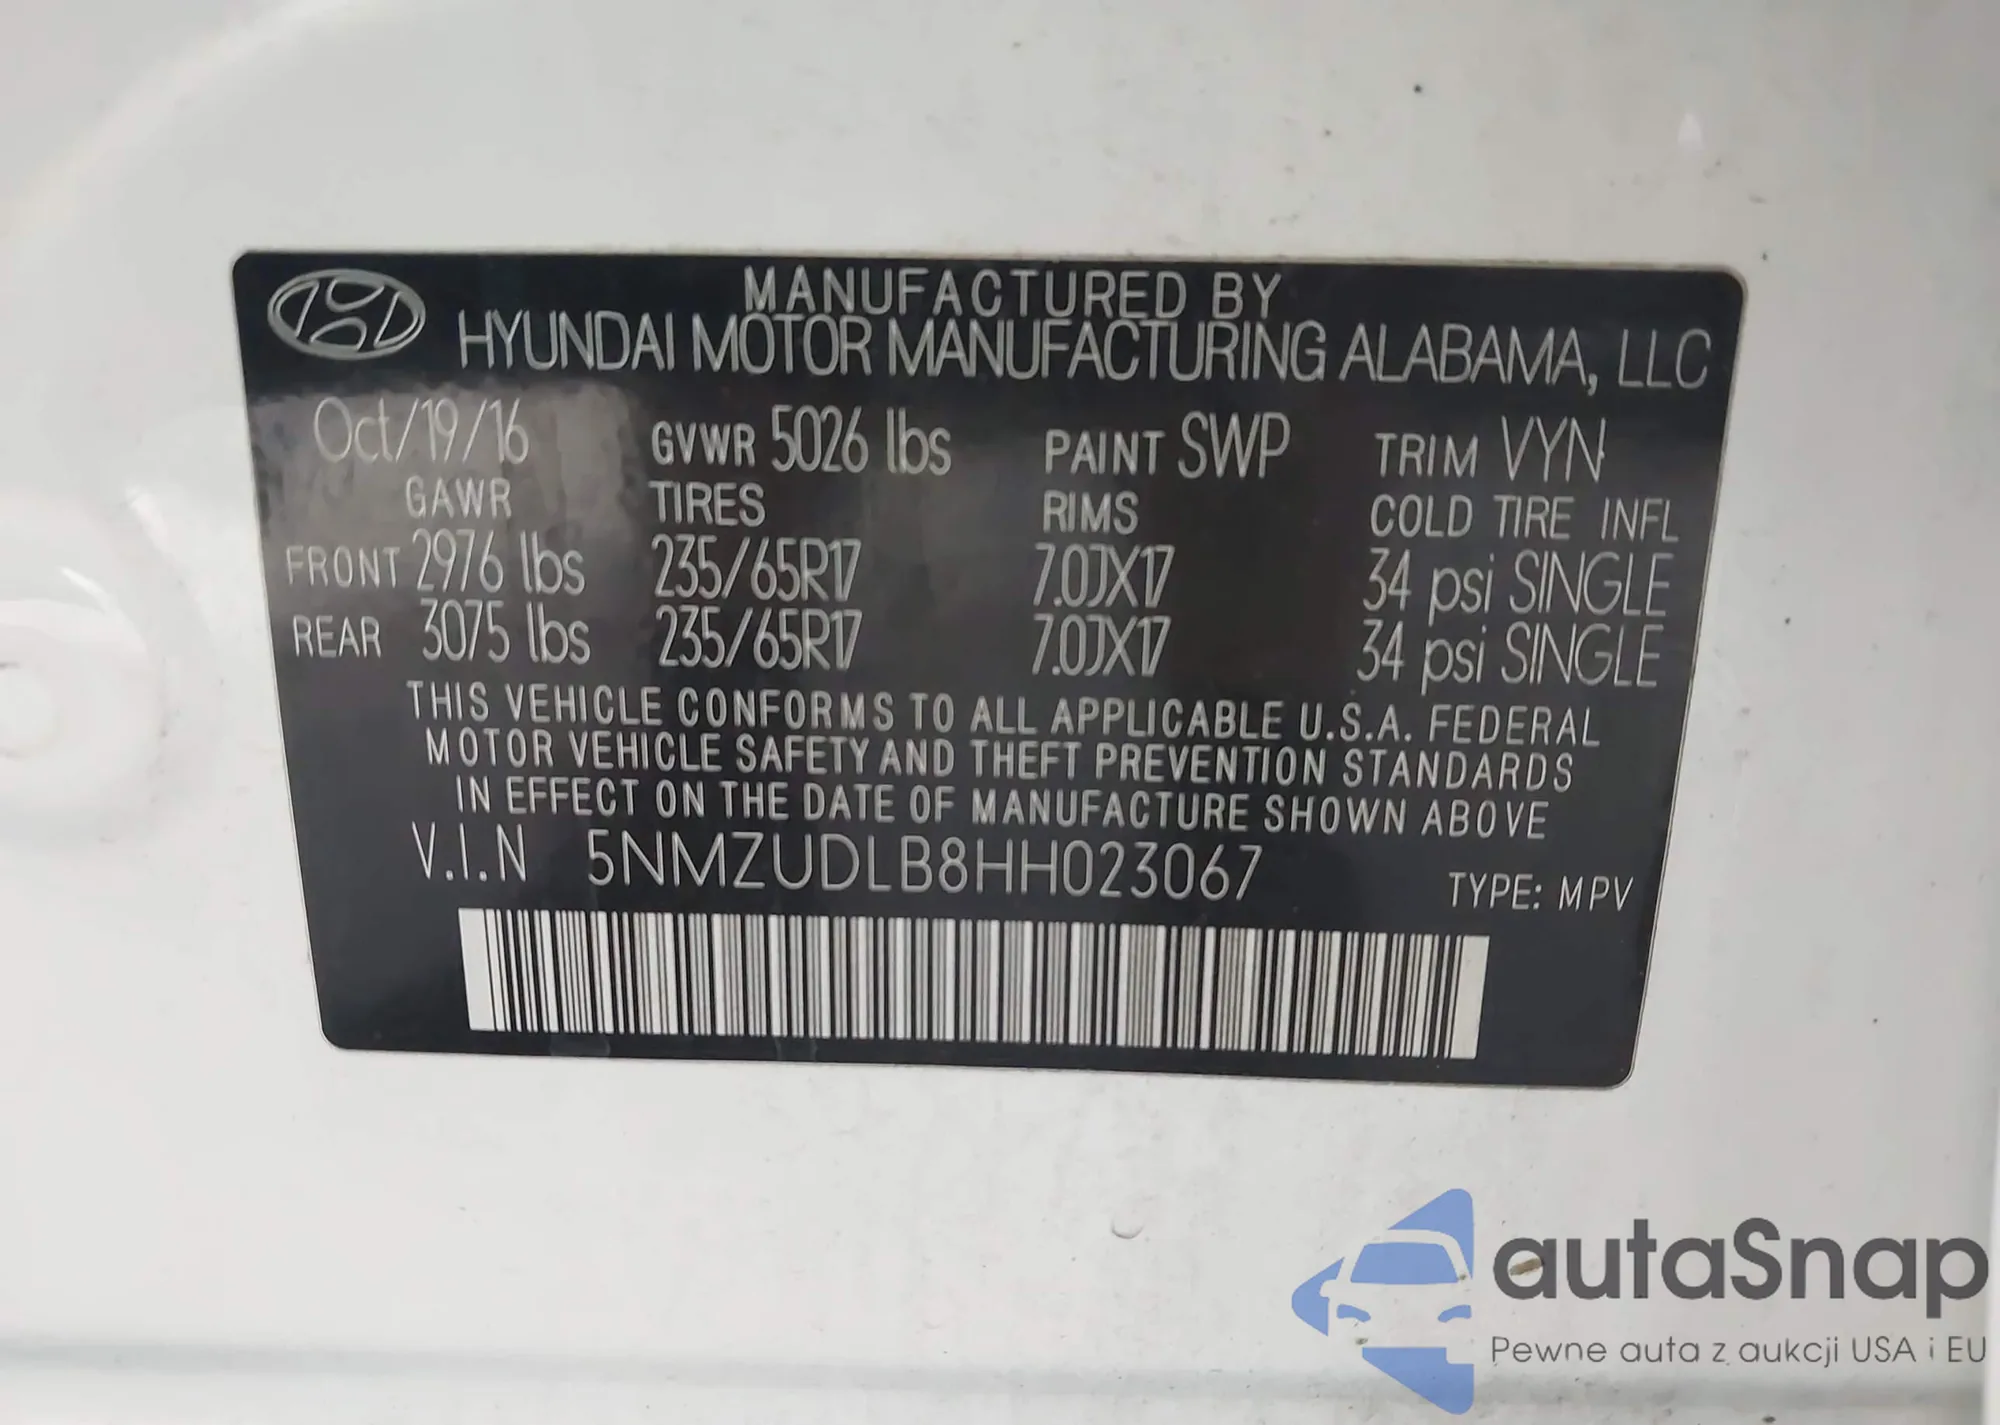 MANUFACTURED BY
HYUNDAI MOTOR MANUFACTURING ALABAMA, LLC
Oct/19/16 GVWR 5026 lbs PAINT SWP TRIM VYN
GAWR TIRES RIMS COLD TIRE INFL
FRONT 2976 lbs 235/65R17 7.0JX17 34 psi SINGLE
REAR 3075 lbs 235/65R17 7.0JX17 34 psi SINGLE
THIS VEHICLE CONFORMS TO ALL APPLICABLE U.S.A. FEDERAL
MOTOR VEHICLE SAFETY AND THEFT PREVENTION STANDARDS
IN EFFECT ON THE DATE OF MANUFACTURE SHOWN ABOVE
V.I.N 5NMZUDLB8HH023067
TYPE: MPV
autaSnap
Pewne auta z aukcji USA i EU